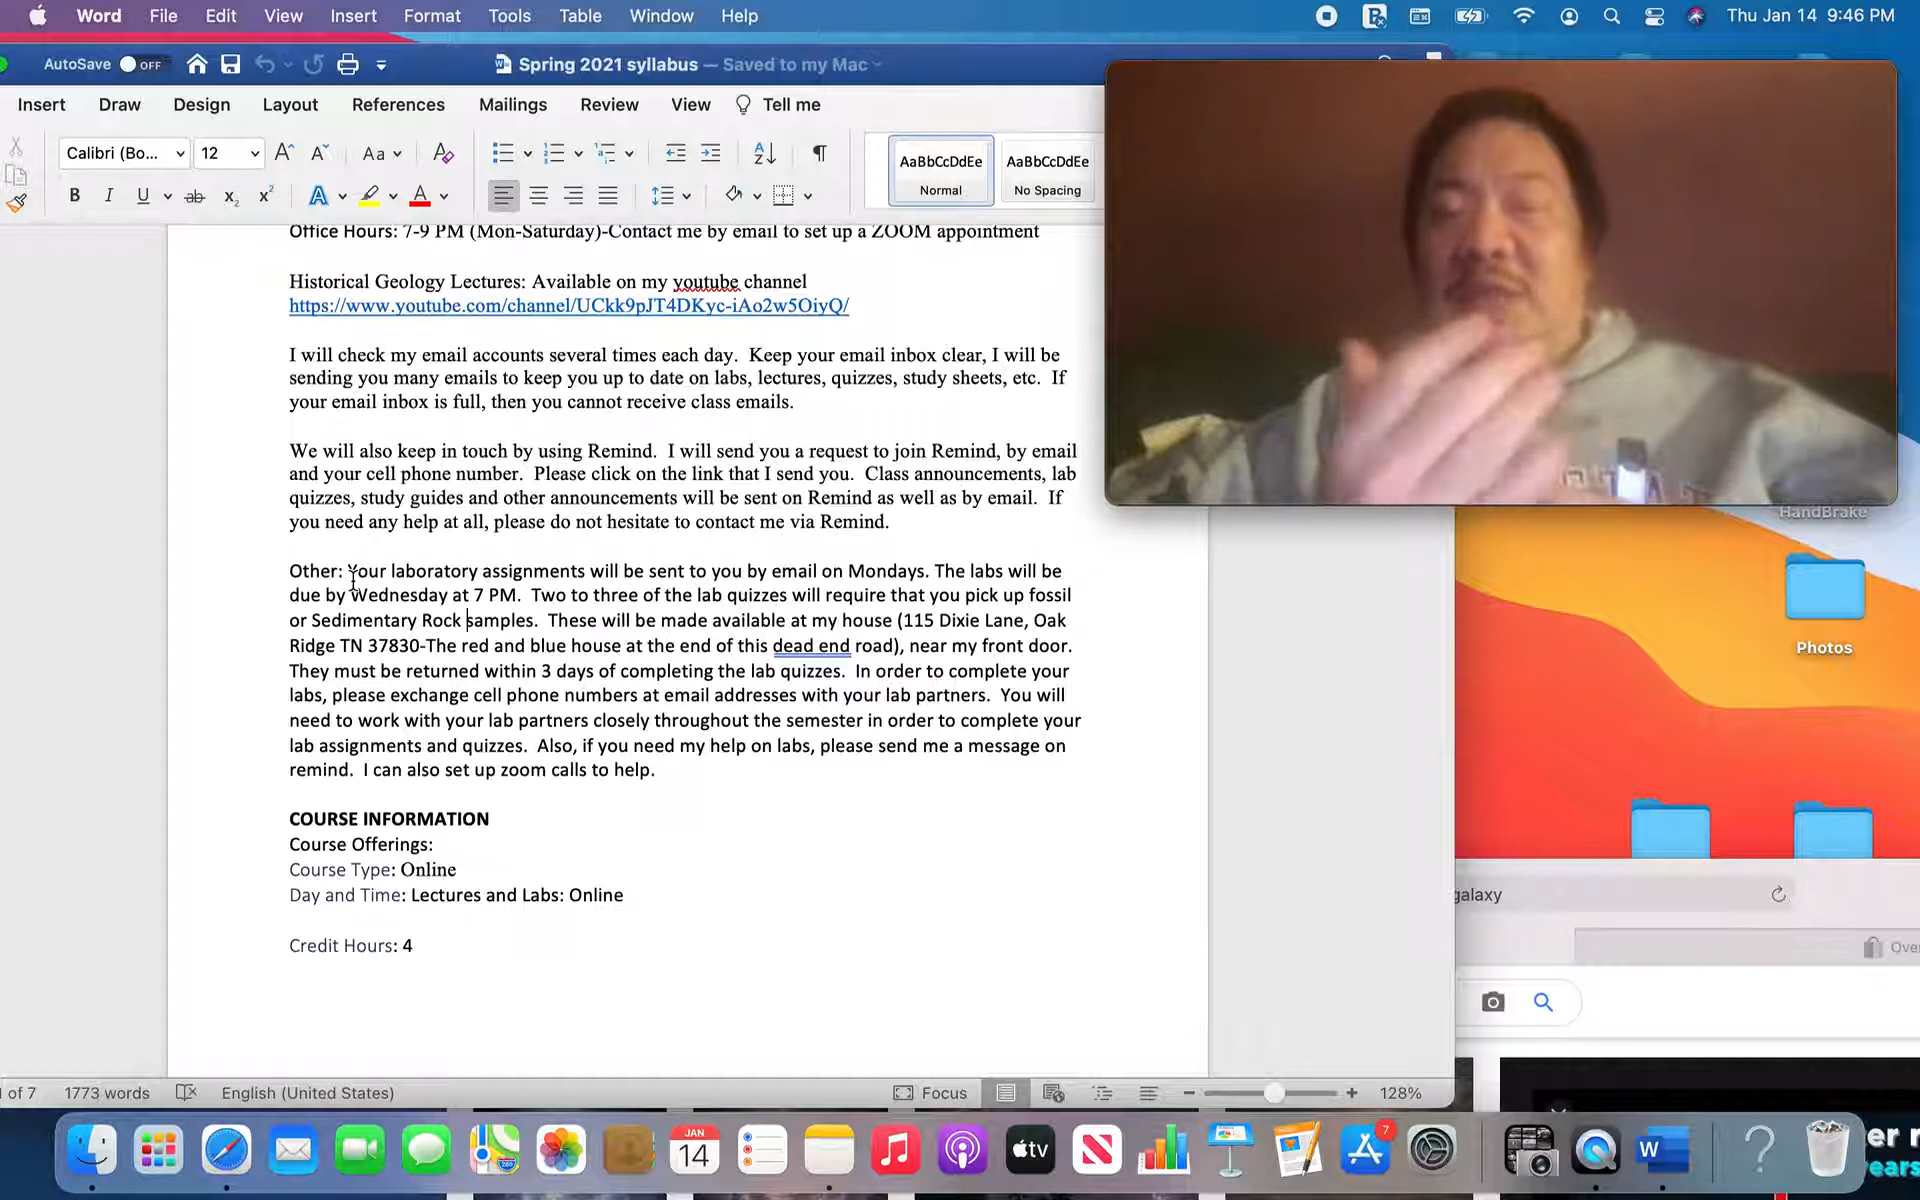 Word File Edit View Insert Format Tools Table Window Help Thu Jan 14 9:46 PM
AutoSave OFF Spring 2021 syllabus — Saved to my Mac
Insert Draw Design Layout References Mailings Review View Tell me
Calibri (Bo... 12 Aa AaBbCcDdEe AaBbCcDdEe
B I U ab x₂ x² A A Normal No Spacing
Office Hours: 7-9 PM (Mon-Saturday)-Contact me by email to set up a ZOOM appointment
Historical Geology Lectures: Available on my youtube channel
https://www.youtube.com/channel/UCkk9pJT4DKyc-iAo2w5OiyQ/
I will check my email accounts several times each day. Keep your email inbox clear, I will be
sending you many emails to keep you up to date on labs, lectures, quizzes, study sheets, etc. If
your email inbox is full, then you cannot receive class emails.
We will also keep in touch by using Remind. I will send you a request to join Remind, by email
and your cell phone number. Please click on the link that I send you. Class announcements, lab
quizzes, study guides and other announcements will be sent on Remind as well as by email. If
you need any help at all, please do not hesitate to contact me via Remind.
HandBrake
Other: Your laboratory assignments will be sent to you by email on Mondays. The labs will be
due by Wednesday at 7 PM. Two to three of the lab quizzes will require that you pick up fossil
or Sedimentary Rock samples. These will be made available at my house (115 Dixie Lane, Oak
Ridge TN 37830-The red and blue house at the end of this dead end road), near my front door.
They must be returned within 3 days of completing the lab quizzes. In order to complete your
labs, please exchange cell phone numbers at email addresses with your lab partners. You will
need to work with your lab partners closely throughout the semester in order to complete your
lab assignments and quizzes. Also, if you need my help on labs, please send me a message on
remind. I can also set up zoom calls to help.
Photos
COURSE INFORMATION
Course Offerings:
Course Type: Online
Day and Time: Lectures and Labs: Online
Credit Hours: 4
galaxy
Over
of 7 1773 words English (United States) Focus 128%
JAN
14
tv
7
W
er
ears